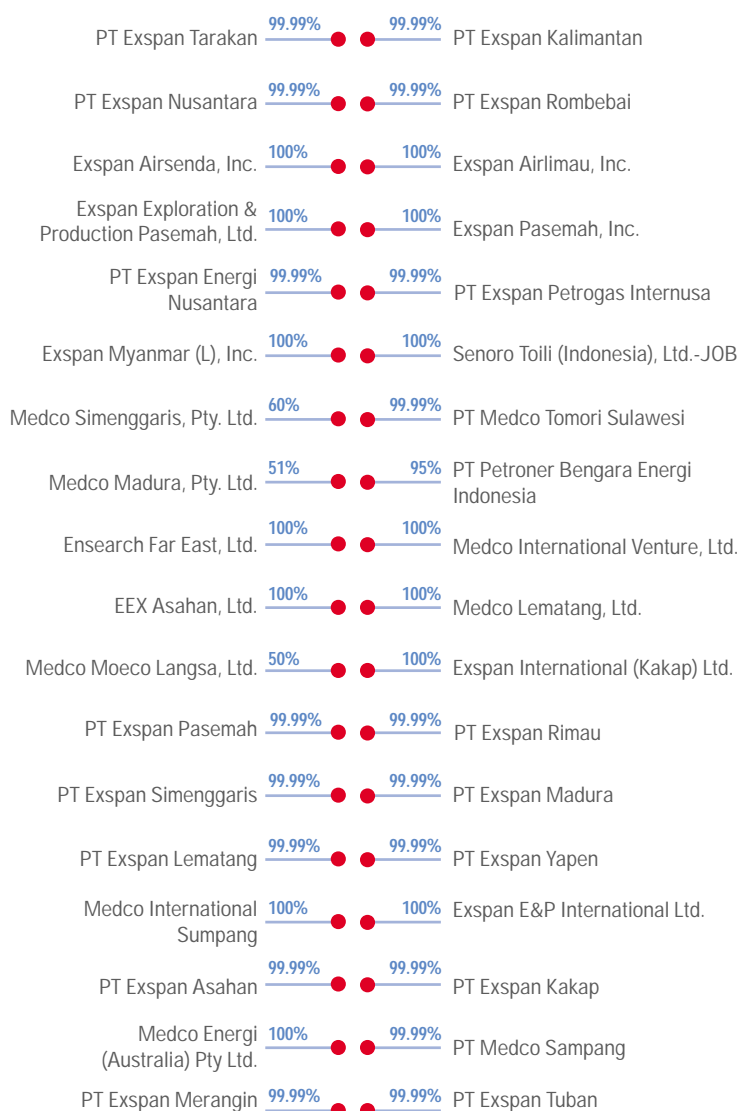 PT Exspan Tarakan 99.99% 99.99% PT Exspan Kalimantan
PT Exspan Nusantara 99.99% 99.99% PT Exspan Rombebai
Exspan Airsenda, Inc. 100% 100% Exspan Airlimau, Inc.
Exspan Exploration &
Production Pasemah, Ltd. 100% 100% Exspan Pasemah, Inc.
PT Exspan Energi
Nusantara 99.99% 99.99% PT Exspan Petrogas Internusa
Exspan Myanmar (L), Inc. 100% 100% Senoro Toili (Indonesia), Ltd.-JOB
Medco Simenggaris, Pty. Ltd. 60% 99.99% PT Medco Tomori Sulawesi
Medco Madura, Pty. Ltd. 51% 95% PT Petroner Bengara Energi
Indonesia
Ensearch Far East, Ltd. 100% 100% Medco International Venture, Ltd.
EEX Asahan, Ltd. 100% 100% Medco Lematang, Ltd.
Medco Moeco Langsa, Ltd. 50% 100% Exspan International (Kakap) Ltd.
PT Exspan Pasemah 99.99% 99.99% PT Exspan Rimau
PT Exspan Simenggaris 99.99% 99.99% PT Exspan Madura
PT Exspan Lematang 99.99% 99.99% PT Exspan Yapen
Medco International
Sumpang 100% 100% Exspan E&P International Ltd.
PT Exspan Asahan 99.99% 99.99% PT Exspan Kakap
Medco Energi
(Australia) Pty Ltd. 100% 99.99% PT Medco Sampang
PT Exspan Merangin 99.99% 99.99% PT Exspan Tuban